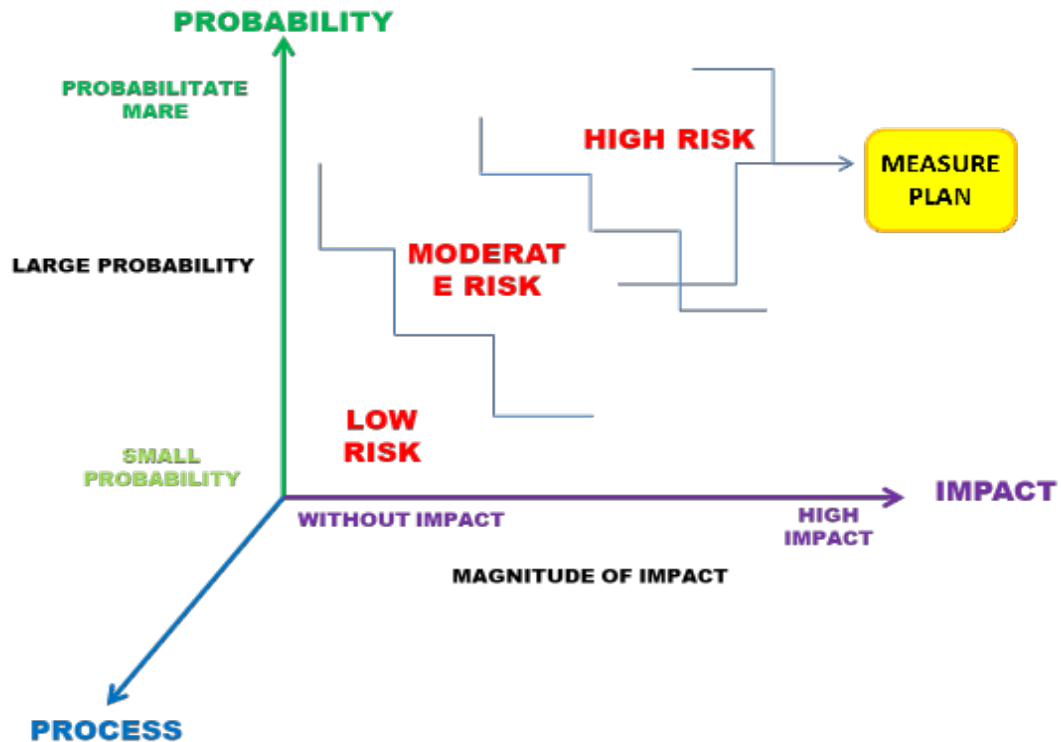 PROBABILITY
PROBABILITATE
MARE
HIGH RISK
MEASURE
PLAN
LARGE PROBABILITY
MODERAT
E RISK
LOW
RISK
SMALL
PROBABILITY
IMPACT
WITHOUT IMPACT
HIGH
IMPACT
MAGNITUDE OF IMPACT
PROCESS